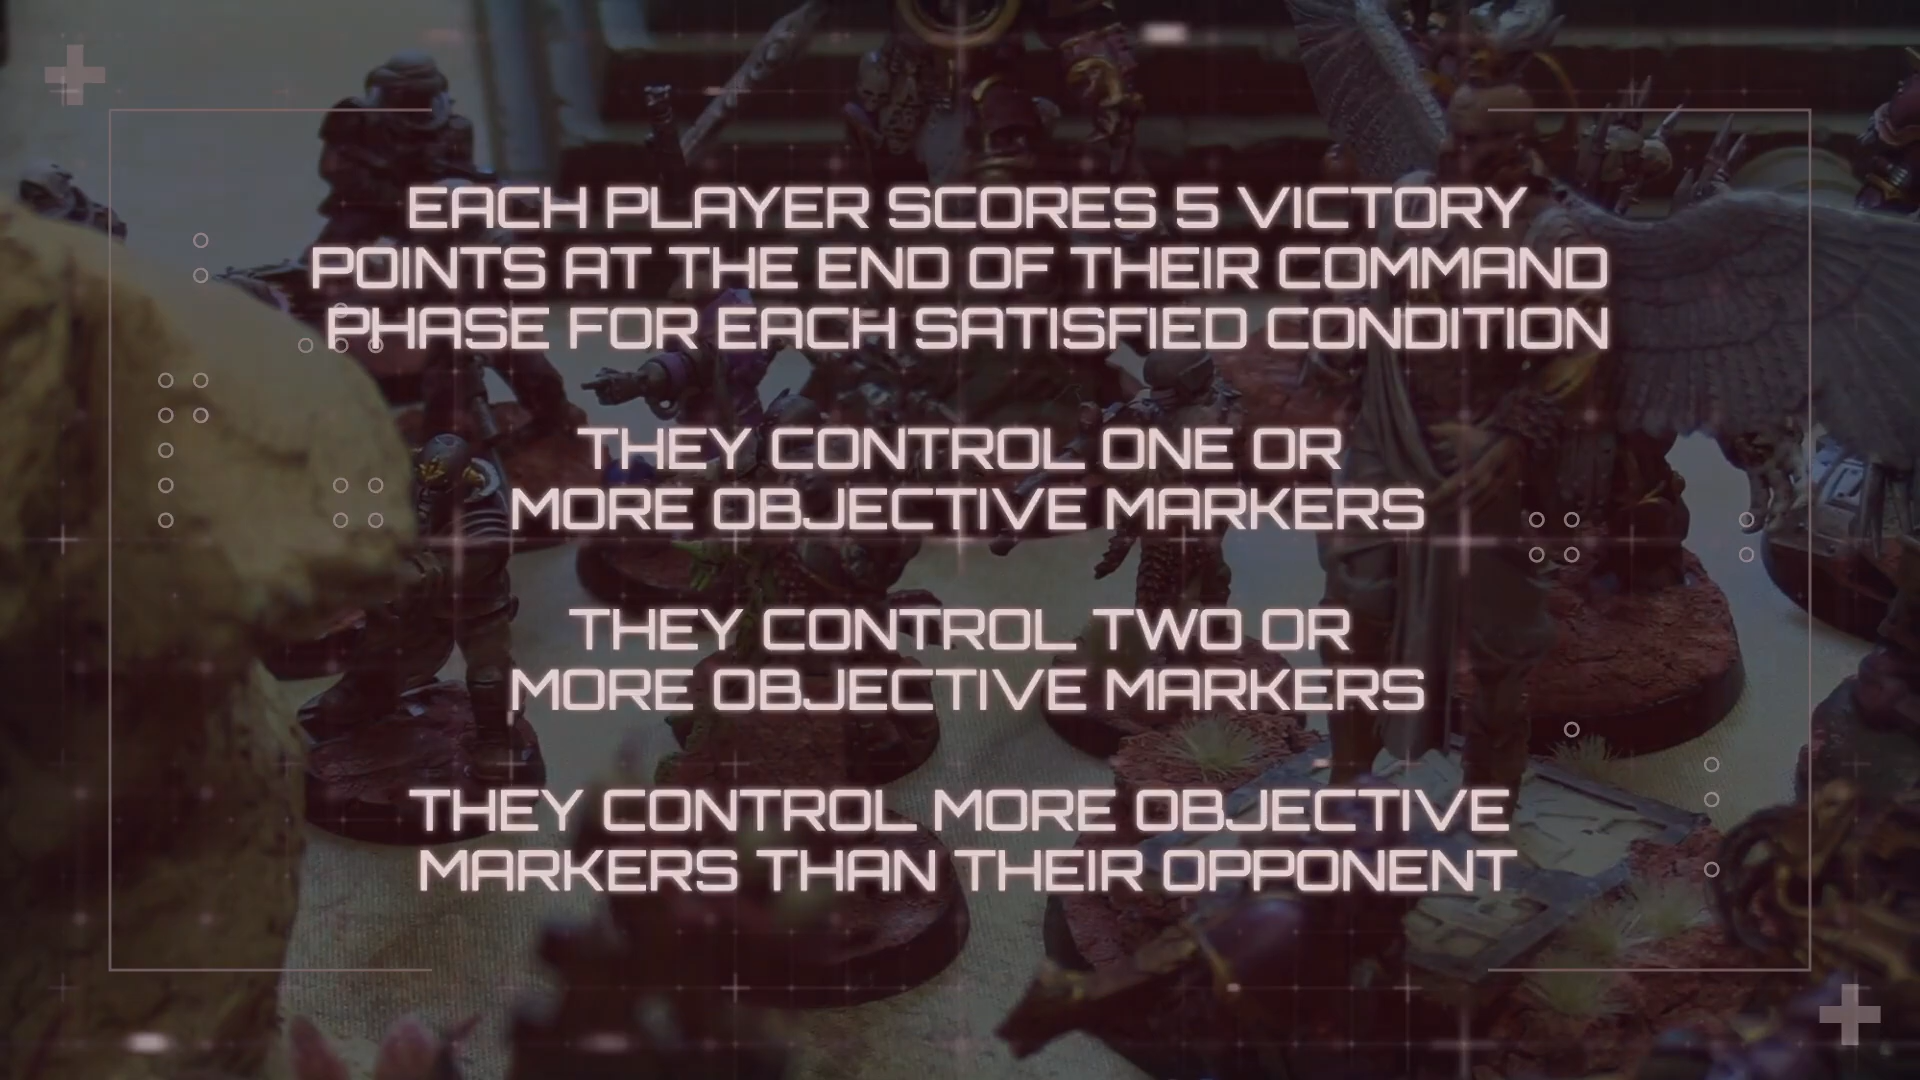 EACH PLAYER SCORES 5 VICTORY
POINTS AT THE END OF THEIR COMMAND
PHASE FOR EACH SATISFIED CONDITION
THEY CONTROL ONE OR
MORE OBJECTIVE MARKERS
THEY CONTROL TWO OR
MORE OBJECTIVE MARKERS
THEY CONTROL MORE OBJECTIVE
MARKERS THAN THEIR OPPONENT